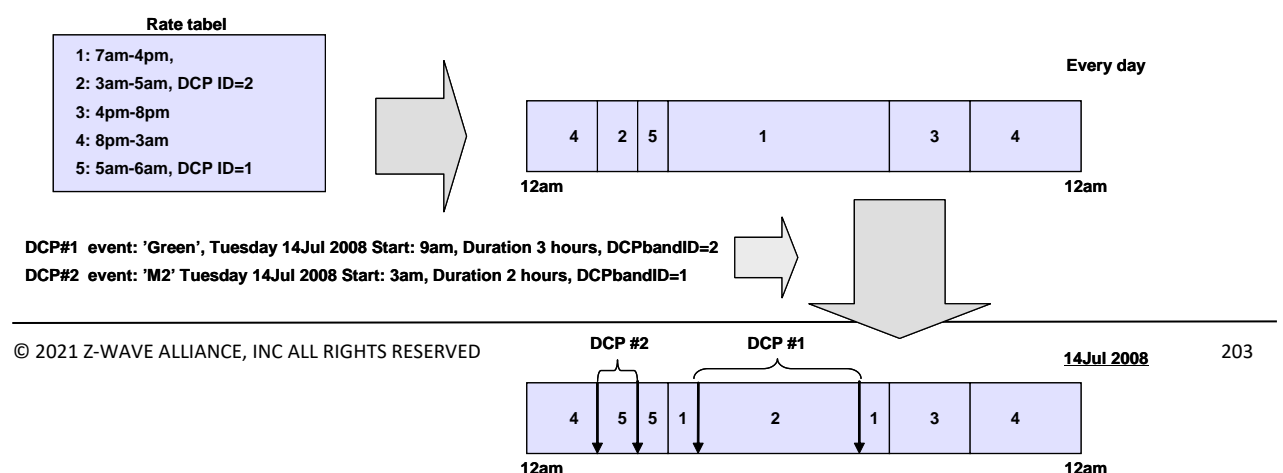 Rate tabel
1: 7am-4pm,
2: 3am-5am, DCP ID=2
3: 4pm-8pm
4: 8pm-3am
5: 5am-6am, DCP ID=1
Every day
4 2 5 1 3 4
12am 12am
DCP#1 event: 'Green', Tuesday 14Jul 2008 Start: 9am, Duration 3 hours, DCPbandID=2
DCP#2 event: 'M2' Tuesday 14Jul 2008 Start: 3am, Duration 2 hours, DCPbandID=1
© 2021 Z-WAVE ALLIANCE, INC ALL RIGHTS RESERVED
DCP #2 DCP #1
14Jul 2008
203
4 5 5 1 2 1 3 4
12am 12am